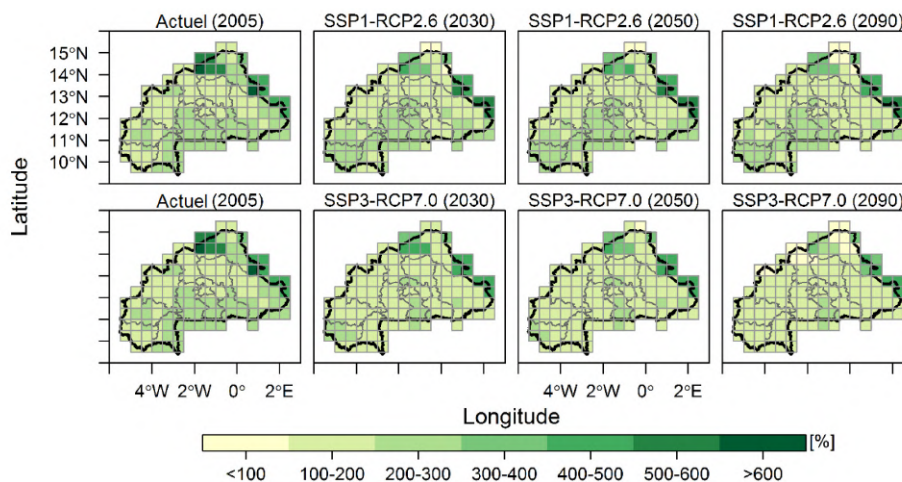 Actuel (2005) SSP1-RCP2.6 (2030) SSP1-RCP2.6 (2050) SSP1-RCP2.6 (2090)
15°N
14°N
13°N
12°N
11°N
10°N
Latitude
Actuel (2005) SSP3-RCP7.0 (2030) SSP3-RCP7.0 (2050) SSP3-RCP7.0 (2090)
4°W 2°W 0° 2°E 4°W 2°W 0° 2°E
Longitude
[%]
<100 100-200 200-300 300-400 400-500 500-600 >600